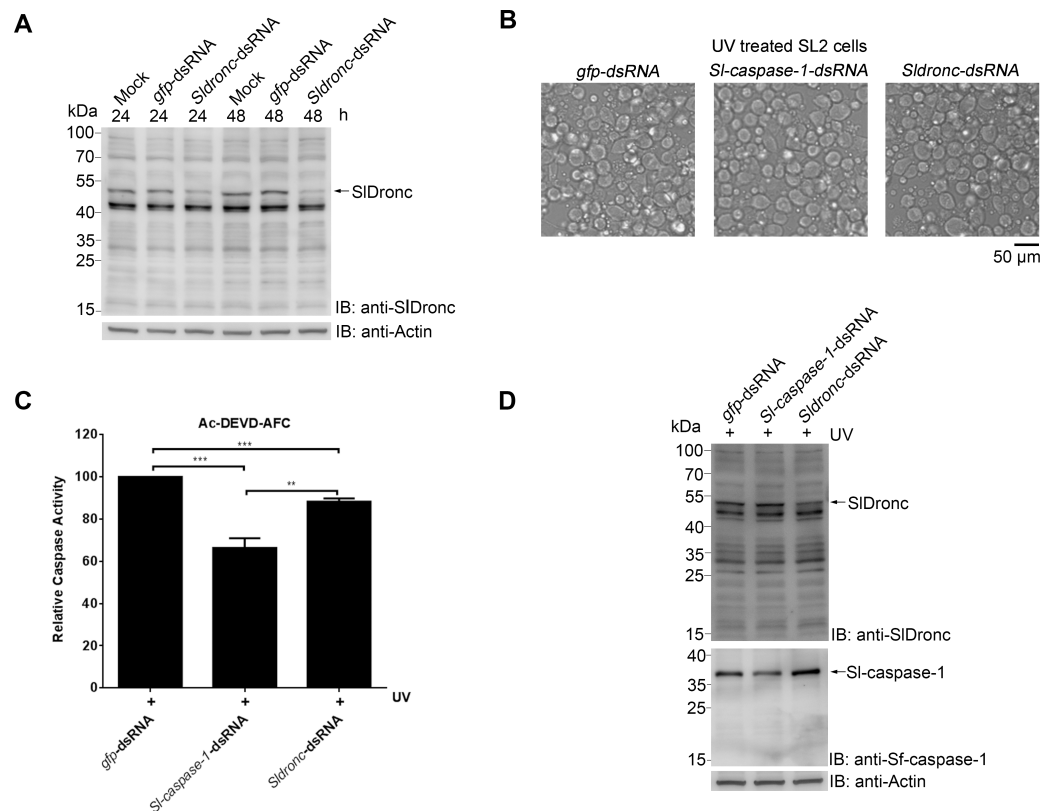 A
Mock
gfp-dsRNA
Sldronc-dsRNA
Mock
gfp-dsRNA
Sldronc-dsRNA
kDa 24 24 24 48 48 48 h
100
70
55
SlDronc
40
35
25
15
IB: anti-SlDronc
IB: anti-Actin
B
UV treated SL2 cells
gfp-dsRNA Sl-caspase-1-dsRNA Sldronc-dsRNA
50 µm
C
Ac-DEVD-AFC
Relative Caspase Activity
120
100
80
60
40
20
0
***
***
**
+ + + UV
gfp-dsRNA
Sl-caspase-1-dsRNA
Sldronc-dsRNA
D
gfp-dsRNA
Sl-caspase-1-dsRNA
Sldronc-dsRNA
kDa + + + UV
100
70
55
SlDronc
40
35
25
15
IB: anti-SlDronc
40
Sl-caspase-1
35
25
15
IB: anti-Sf-caspase-1
IB: anti-Actin